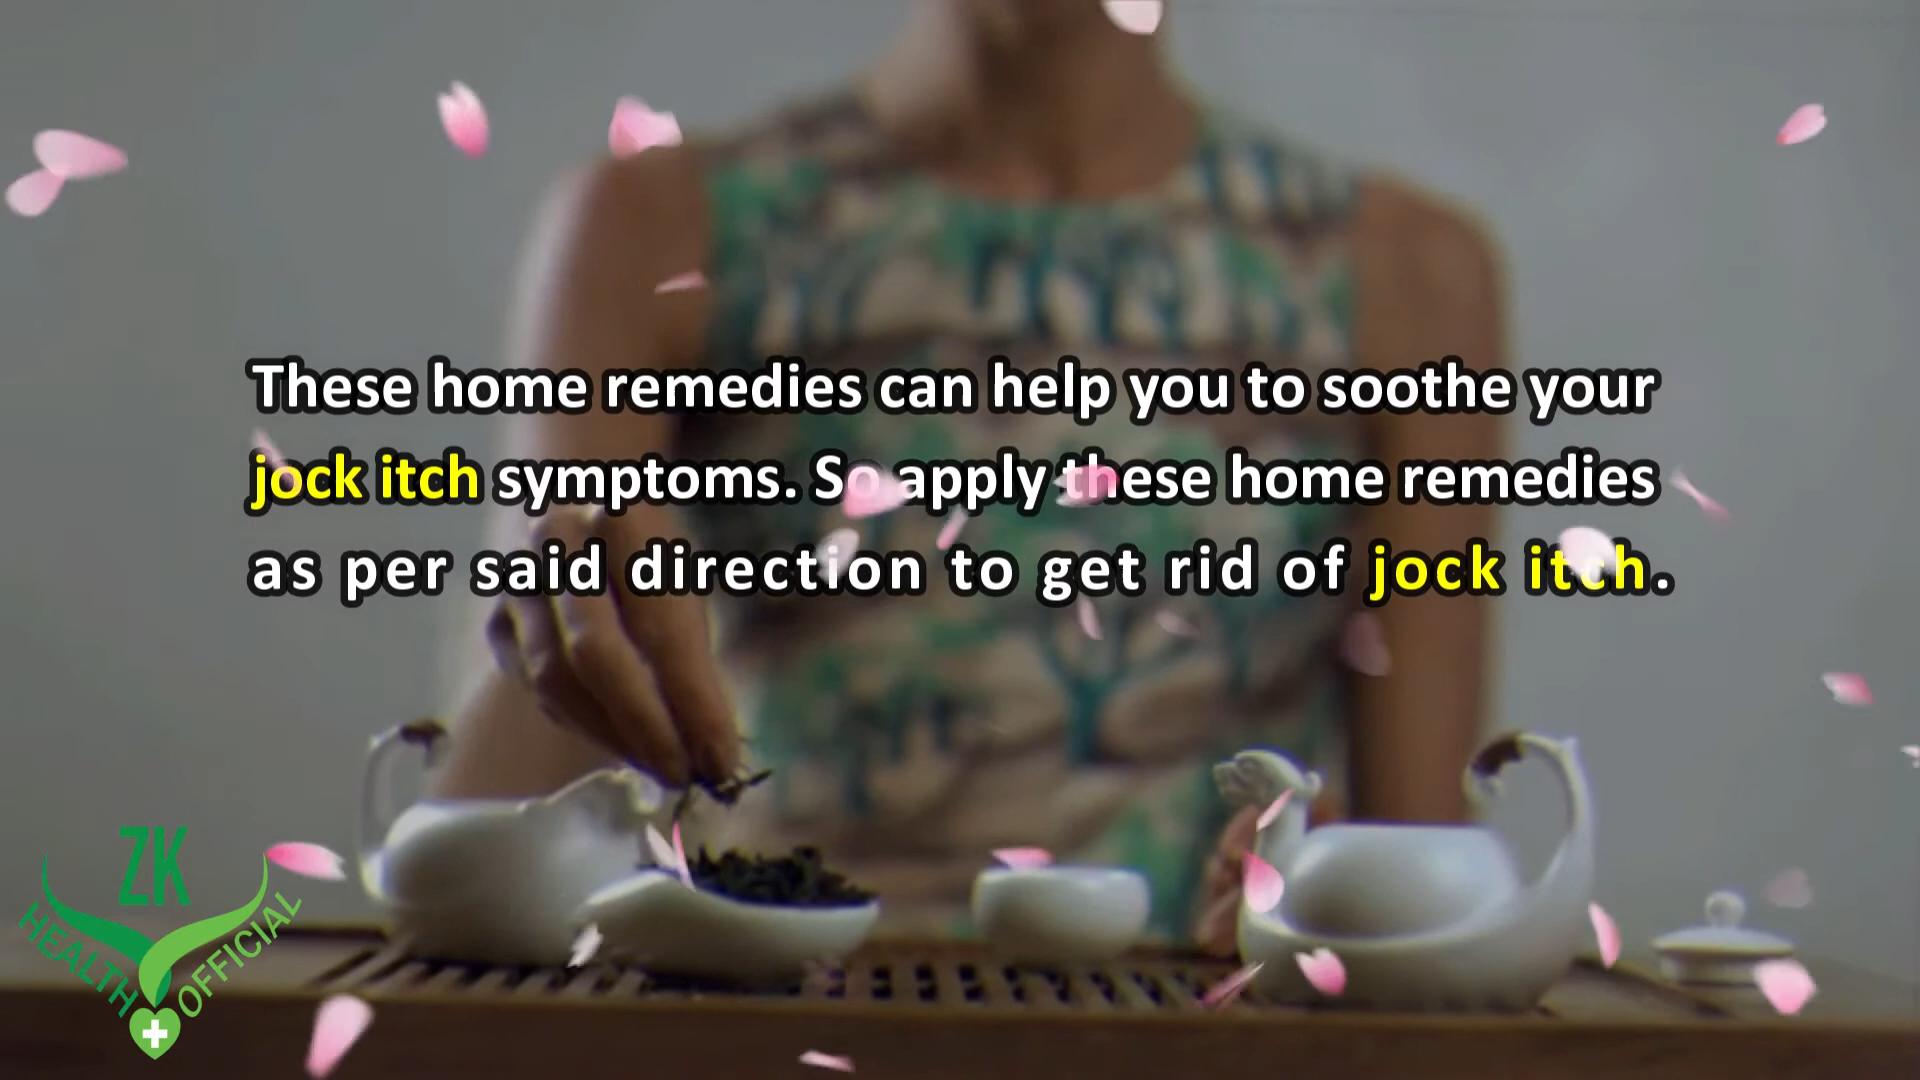 These home remedies can help you to soothe your
jock itch symptoms. So apply these home remedies
as per said direction to get rid of jock itch.
ZK
HEALTH OFFICIAL